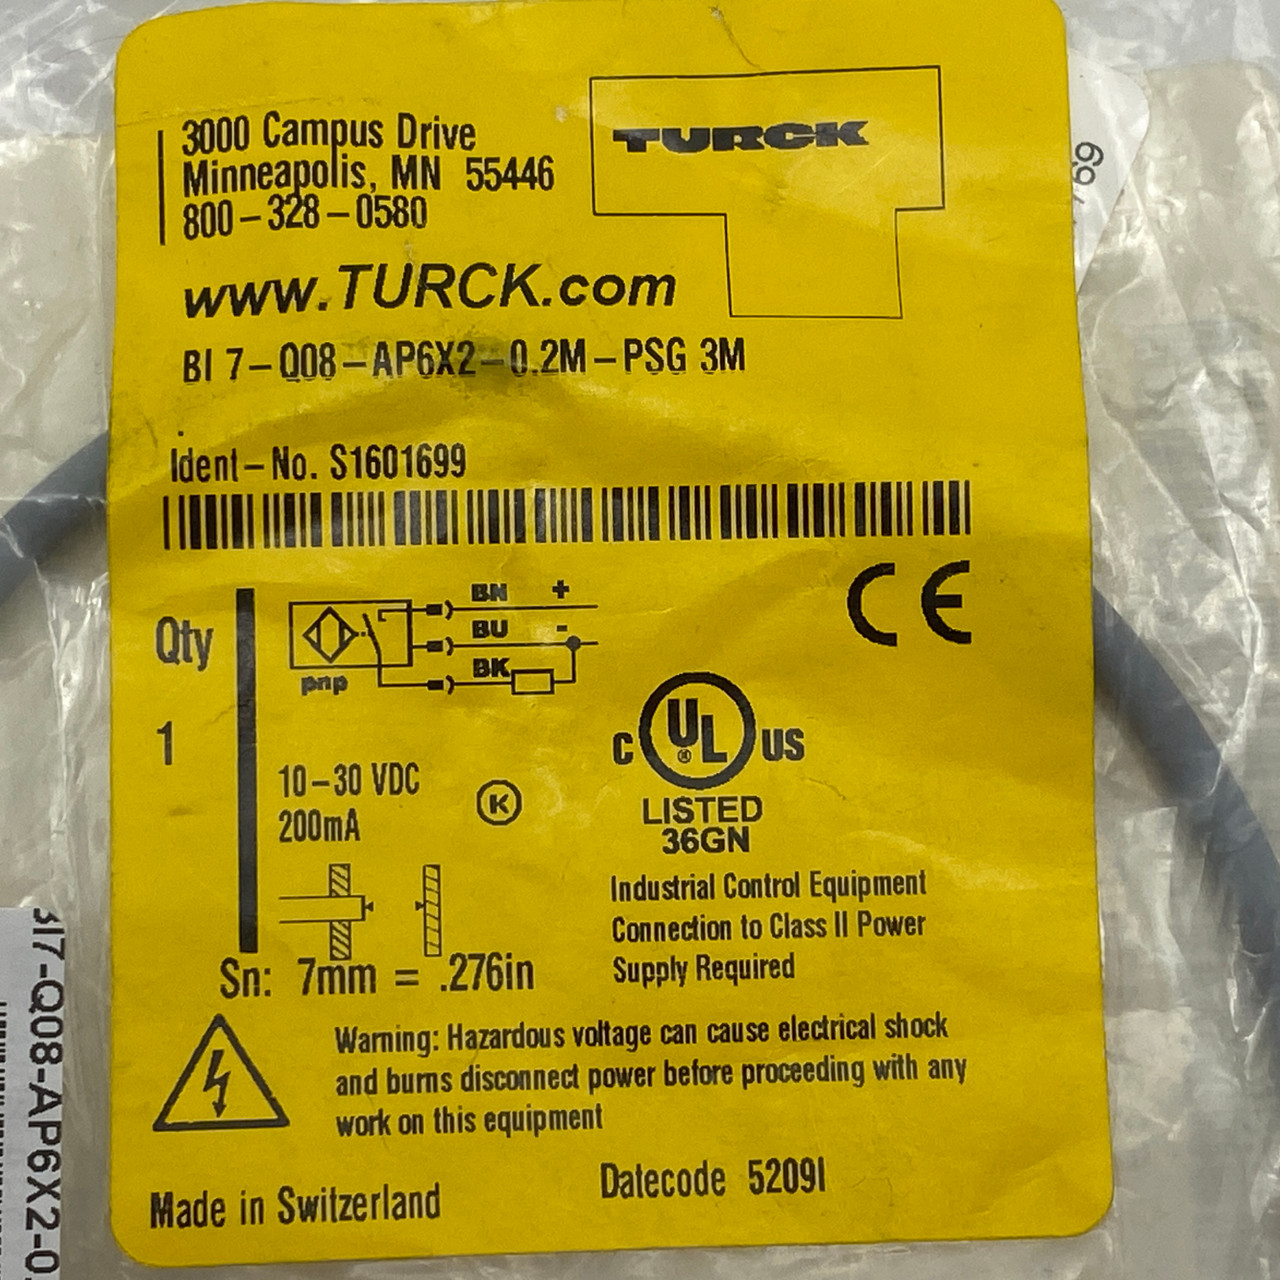 3000 Campus Drive
Minneapolis, MN 55446
800-328-0580
TURCK
www.TURCK.com
BI 7-Q08-AP6X2-0.2M-PSG 3M
Ident-No. S1601699
Qty
1
BN +
BU -
BK
pnp
CE
10-30 VDC
200mA
K
C UL ® US
LISTED
36GN
Industrial Control Equipment
Connection to Class II Power
Supply Required
Sn: 7mm = .276in
Warning: Hazardous voltage can cause electrical shock
and burns disconnect power before proceeding with any
work on this equipment
Datecode 5209I
Made in Switzerland
BI7-Q08-AP6X2-0.
69